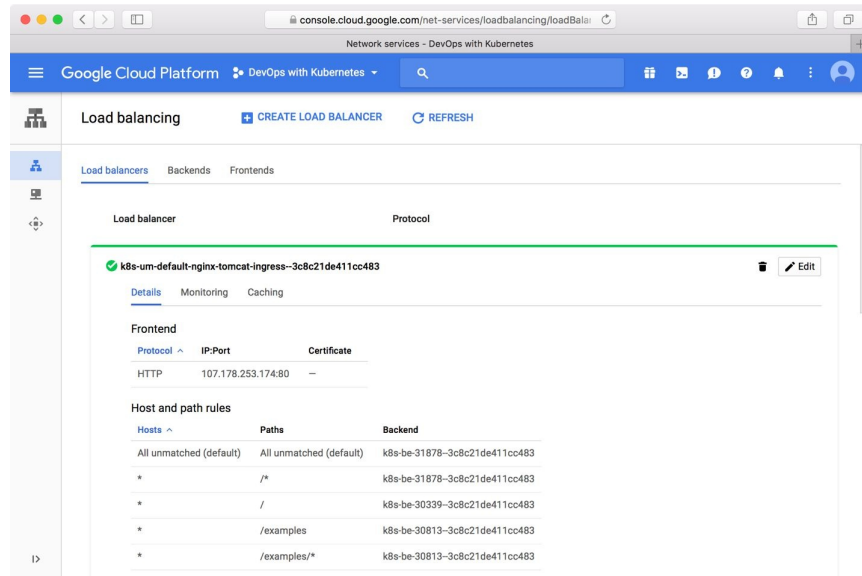 console.cloud.google.com/net-services/loadbalancing/loadBala
Network services - DevOps with Kubernetes
Google Cloud Platform DevOps with Kubernetes
Load balancing CREATE LOAD BALANCER REFRESH
Load balancers Backends Frontends
Load balancer Protocol
k8s-um-default-nginx-tomcat-ingress--3c8c21de411cc483 Edit
Details Monitoring Caching
Frontend
Protocol IP:Port Certificate
HTTP 107.178.253.174:80 —
Host and path rules
Hosts Paths Backend
All unmatched (default) All unmatched (default) k8s-be-31878--3c8c21de411cc483
* /* k8s-be-31878--3c8c21de411cc483
* / k8s-be-30339--3c8c21de411cc483
* /examples k8s-be-30813--3c8c21de411cc483
* /examples/* k8s-be-30813--3c8c21de411cc483